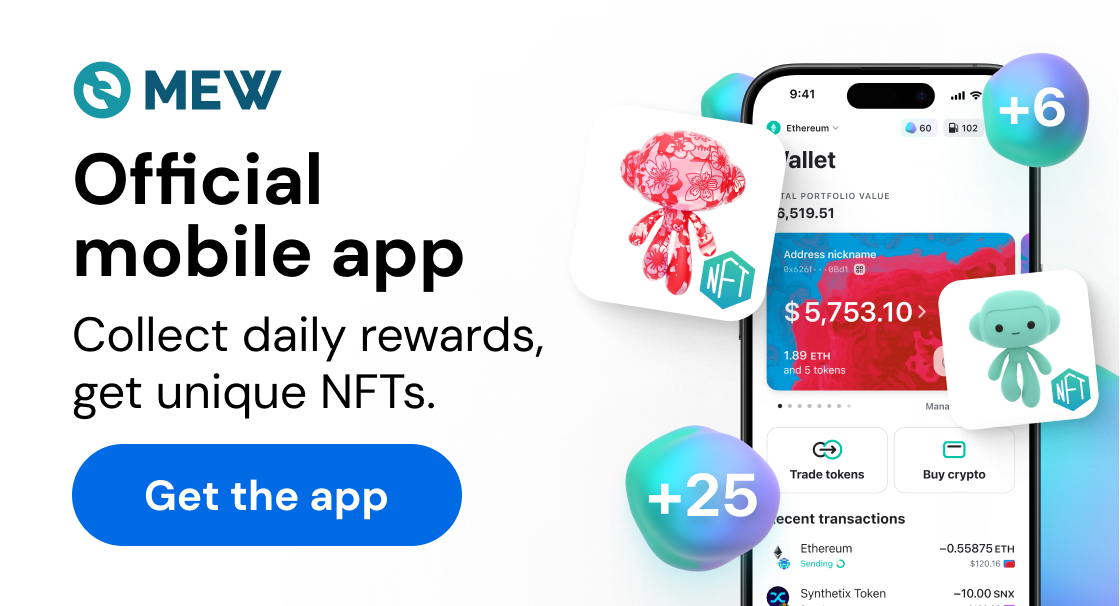 MEW
Official
mobile app
Collect daily rewards,
get unique NFTs.
Get the app
9:41
+6
Ethereum
60
102
allet
TAL PORTFOLIO VALUE
6,519.51
NFT
Address nickname
0x626f···0Bd1
$5,753.10
1.89 ETH
and 5 tokens
NFT
Mana
Trade tokens
Buy crypto
+25
ecent transactions
Ethereum
−0.55875 ETH
Sending
$120.16
Synthetix Token
−10.00 SNX